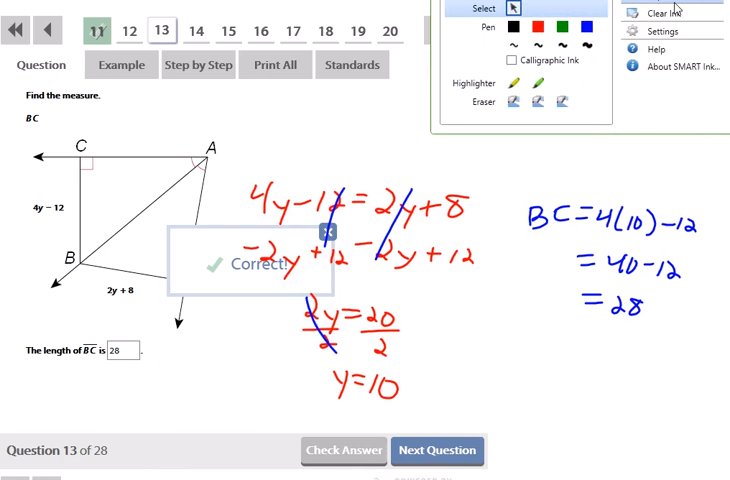 Select
Clear Ink
11 12 13 14 15 16 17 18 19 20
Pen
Settings
Question Example Step by Step Print All Standards
Calligraphic Ink
Help
About SMART Ink...
Highlighter
Eraser
Find the measure.
BC
C
A
4y − 12
B
2y + 8
4y-12=2y+8
-2y+12-2y+12
Correct!
2y=20
2 2
y=10
BC=4(10)-12
=40-12
=28
The length of BC is 28 .
Question 13 of 28
Check Answer
Next Question